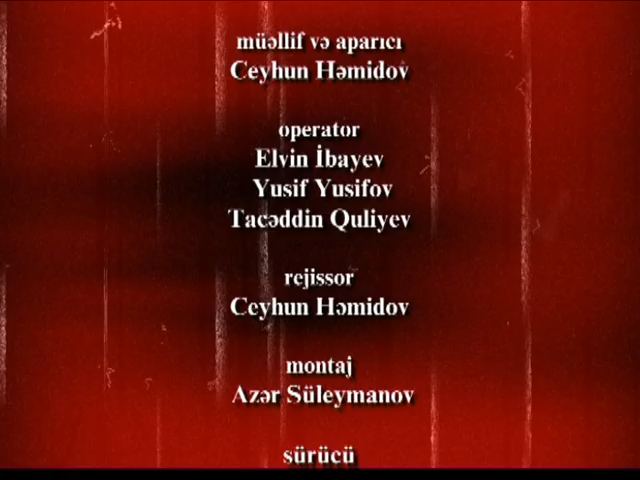 müəllif və aparıcı
Ceyhun Həmidov
operator
Elvin İbayev
Yusif Yusifov
Tacəddin Quliyev
rejissor
Ceyhun Həmidov
montaj
Azər Süleymanov
sürücü